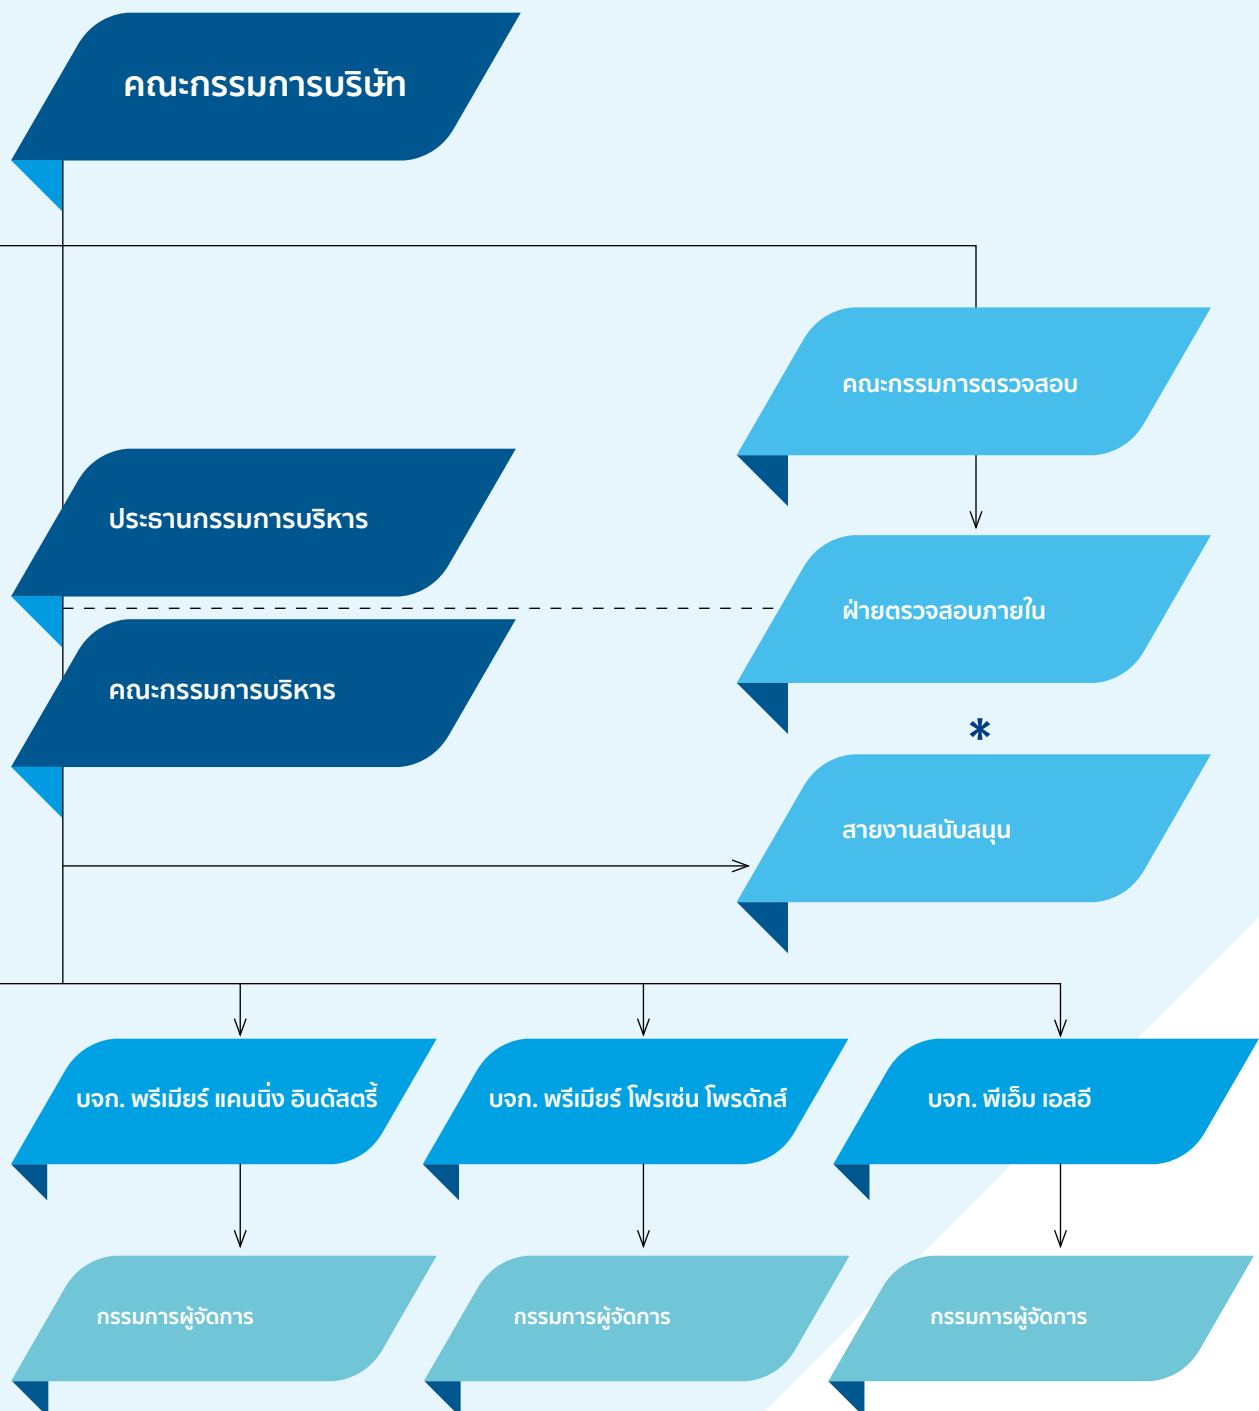 คณะกรรมการบริษัท
คณะกรรมการตรวจสอบ
ประธานกรรมการบริหาร
ฝ่ายตรวจสอบภายใน
คณะกรรมการบริหาร
*
สายงานสนับสนุน
บจก. พรีเมียร์ แคนนิ่ง อินดัสตรี้
บจก. พรีเมียร์ โฟรเซ่น โพรดักส์
บจก. พีเอ็ม เอสอี
กรรมการผู้จัดการ
กรรมการผู้จัดการ
กรรมการผู้จัดการ